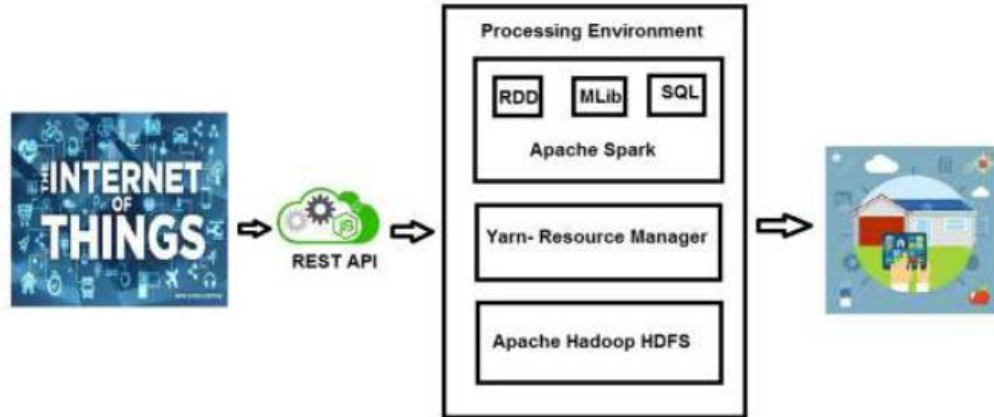 THE
INTERNET
OF
THINGS
REST API
Processing Environment
RDD
MLib
SQL
Apache Spark
Yarn- Resource Manager
Apache Hadoop HDFS